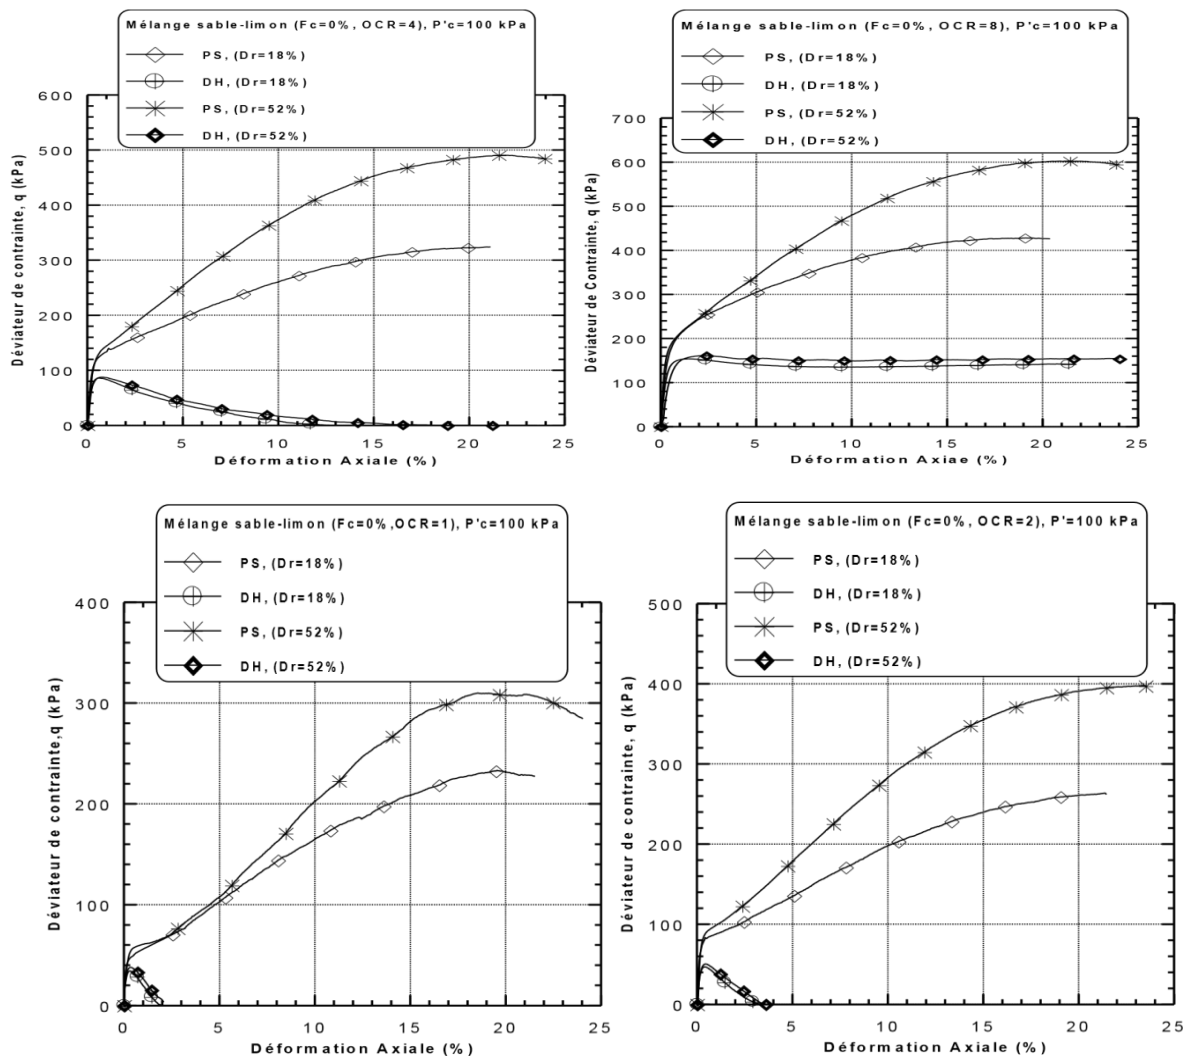 Mélange sable-limon (Fc=0%, OCR=4), P'c=100 kPa
PS, (Dr=18%)
DH, (Dr=18%)
PS, (Dr=52%)
DH, (Dr=52%)
600
500
400
300
200
100
0
Déviateur de contrainte, q (kPa)
0 5 10 15 20 25
Déformation Axiale (%)
Mélange sable-limon (Fc=0%, OCR=8), P'c=100 kPa
PS, (Dr=18%)
DH, (Dr=18%)
PS, (Dr=52%)
DH, (Dr=52%)
700
600
500
400
300
200
100
0
Déviateur de Contrainte, q (kPa)
0 5 10 15 20 25
Déformation Axiae (%)
Mélange sable-limon (Fc=0%,OCR=1), P'c=100 kPa
PS, (Dr=18%)
DH, (Dr=18%)
PS, (Dr=52%)
DH, (Dr=52%)
400
300
200
100
0
Déviateur de contrainte,q (kPa)
0 5 10 15 20 25
Déformation Axiale (%)
Mélange sable-limon (Fc=0%, OCR=2), P'=100 kPa
PS, (Dr=18%)
DH, (Dr=18%)
PS, (Dr=52%)
DH, (Dr=52%)
500
400
300
200
100
0
Déviateur de contrainte, q (kPa)
0 5 10 15 20 25
Déformation Axiale (%)